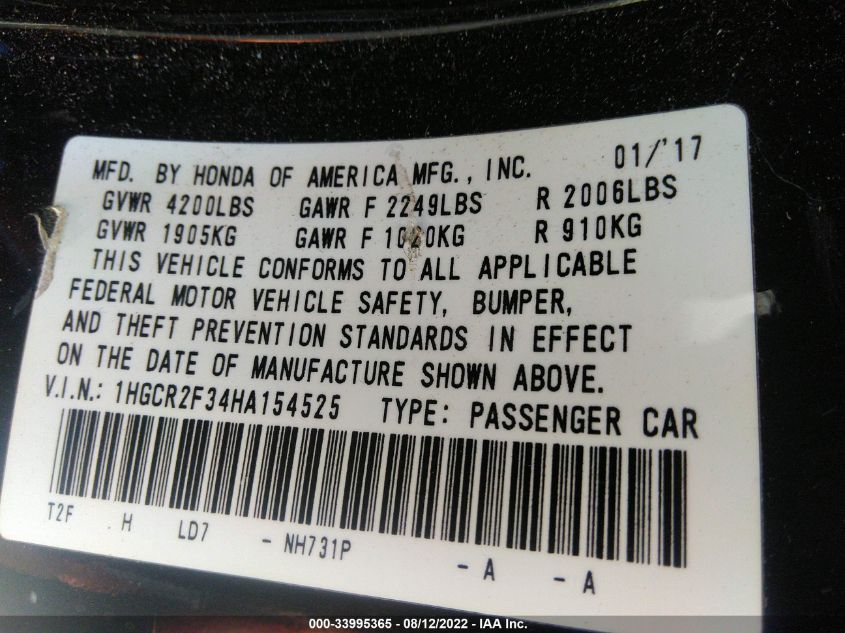 MFD. BY HONDA OF AMERICA MFG., INC. 01/'17
GVWR 4200LBS GAWR F 2249LBS R 2006LBS
GVWR 1905KG GAWR F 1020KG R 910KG
THIS VEHICLE CONFORMS TO ALL APPLICABLE
FEDERAL MOTOR VEHICLE SAFETY, BUMPER,
AND THEFT PREVENTION STANDARDS IN EFFECT
ON THE DATE OF MANUFACTURE SHOWN ABOVE.
V.I.N.: 1HGCR2F34HA154525 TYPE: PASSENGER CAR
T2F H LD7 - NH731P - A - A
000-33995365 - 08/12/2022 - IAA Inc.